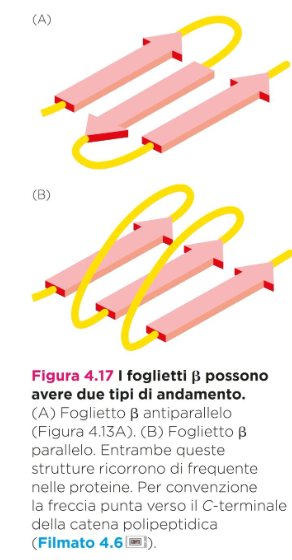 (A)
(B)
Figura 4.17 I foglietti β possono
avere due tipi di andamento.
(A) Foglietto β antiparallelo
(Figura 4.13A). (B) Foglietto β
parallelo. Entrambe queste
strutture ricorrono di frequente
nelle proteine. Per convenzione
la freccia punta verso il C-terminale
della catena polipeptidica
(Filmato 4.6).